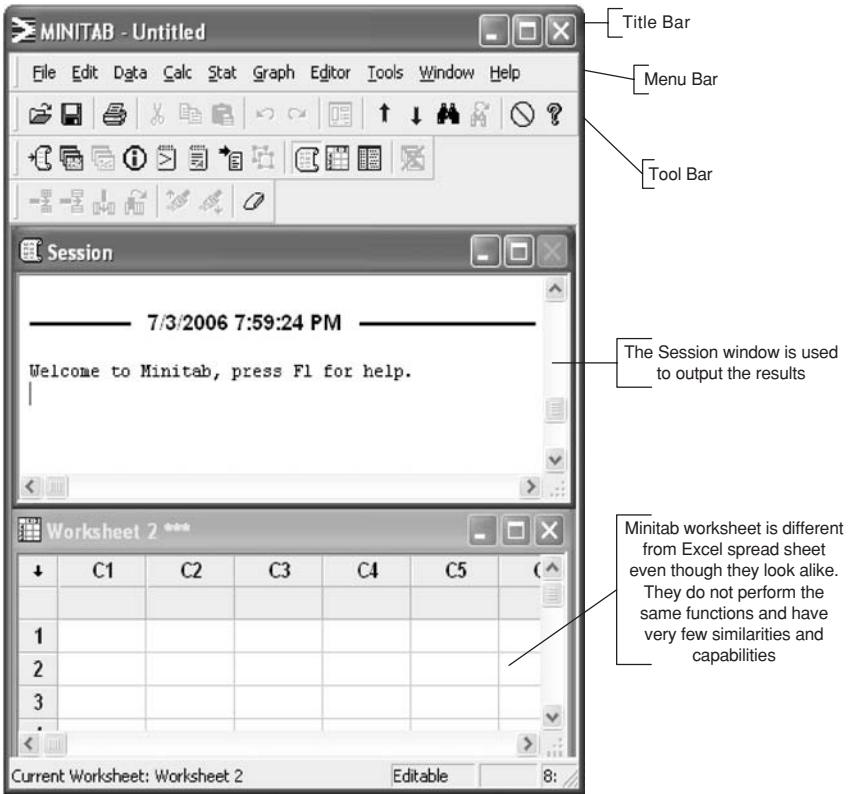 MINITAB - Untitled
Title Bar
File Edit Data Calc Stat Graph Editor Tools Window Help
Menu Bar
Tool Bar
Session
7/3/2006 7:59:24 PM
Welcome to Minitab, press F1 for help.
The Session window is used
to output the results
Worksheet 2 ***
C1 C2 C3 C4 C5
1
2
3
Minitab worksheet is different
from Excel spread sheet
even though they look alike.
They do not perform the
same functions and have
very few similarities and
capabilities
Current Worksheet: Worksheet 2 Editable 8: